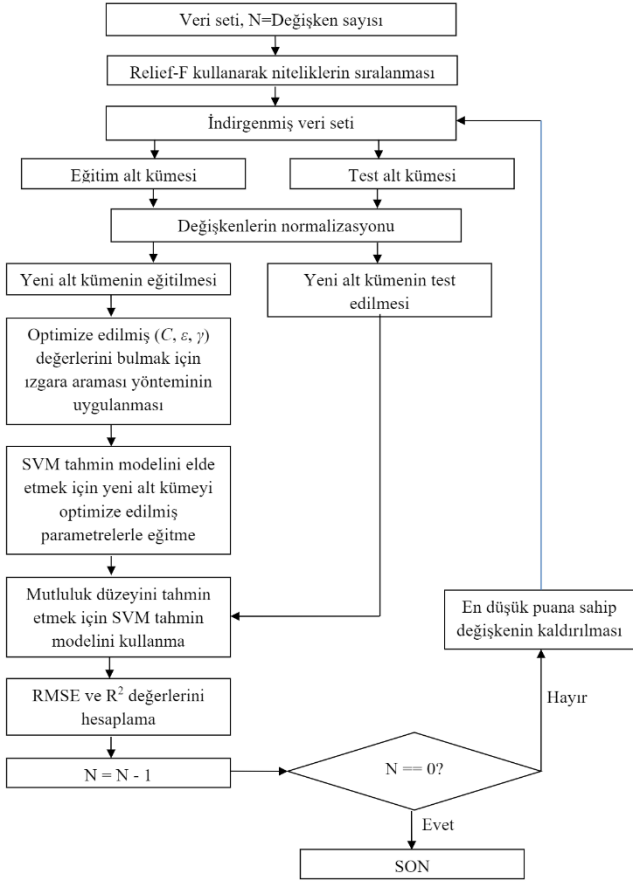 Veri seti, N=Değişken sayısı
Relief-F kullanarak niteliklerin sıralanması
İndirgenmiş veri seti
Eğitim alt kümesi
Test alt kümesi
Değişkenlerin normalizasyonu
Yeni alt kümenin eğitilmesi
Yeni alt kümenin test
edilmesi
Optimize edilmiş (C, ε, γ)
değerlerini bulmak için
ızgara araması yönteminin
uygulanması
SVM tahmin modelini elde
etmek için yeni alt kümeyi
optimize edilmiş
parametrelerle eğitme
Mutluluk düzeyini tahmin
etmek için SVM tahmin
modelini kullanma
En düşük puana sahip
değişkenin kaldırılması
RMSE ve R² değerlerini
hesaplama
Hayır
N = N - 1
N == 0?
Evet
SON